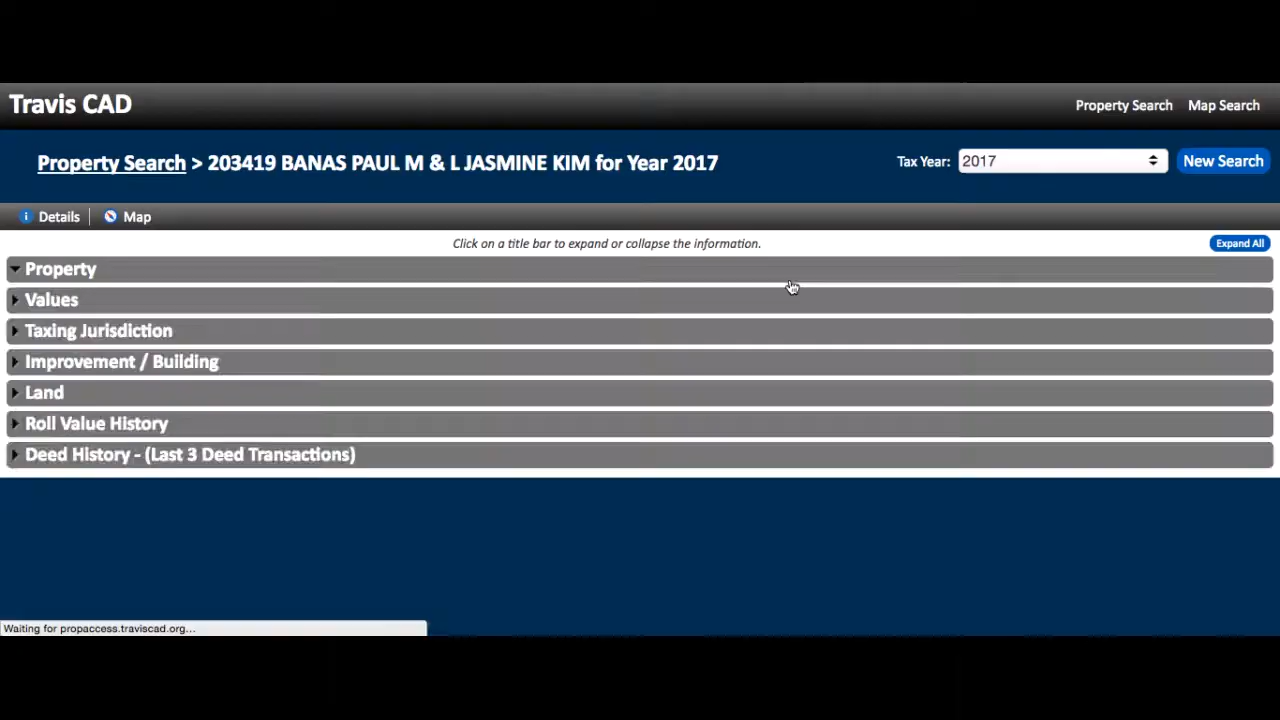 Travis CAD
Property Search Map Search
Property Search > 203419 BANAS PAUL M & L JASMINE KIM for Year 2017
Tax Year: 2017 New Search
Details Map
Click on a title bar to expand or collapse the information.
Expand All
Property
Values
Taxing Jurisdiction
Improvement / Building
Land
Roll Value History
Deed History - (Last 3 Deed Transactions)
Waiting for propaccess.traviscad.org...